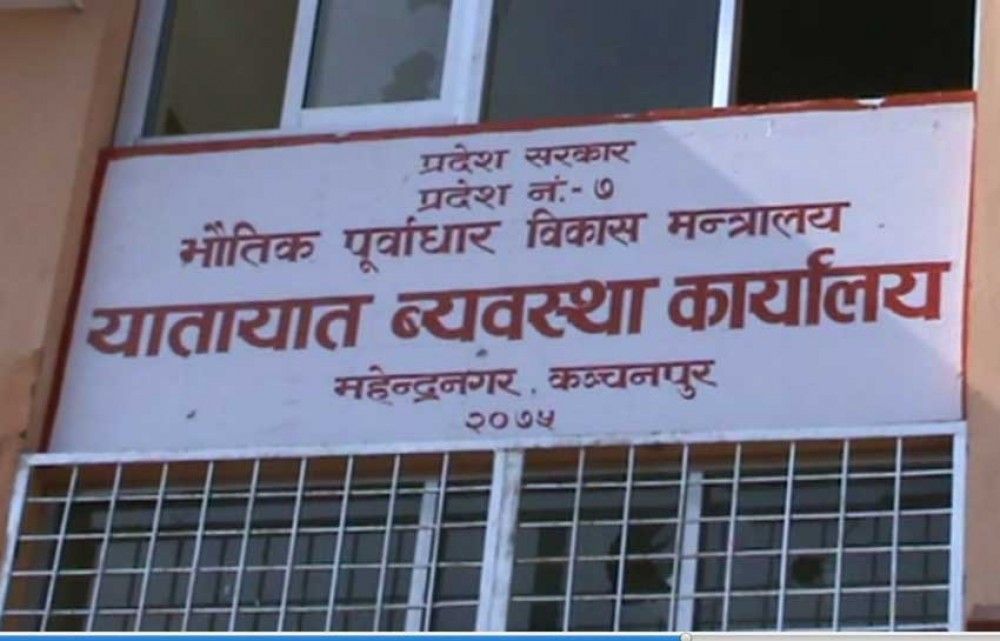 प्रदेश सरकार
प्रदेश नं.- ७
भौतिक पूर्वाधार विकास मन्त्रालय
यातायात ब्यवस्था कार्यालय
महेन्द्रनगर, कञ्चनपुर
२०७५